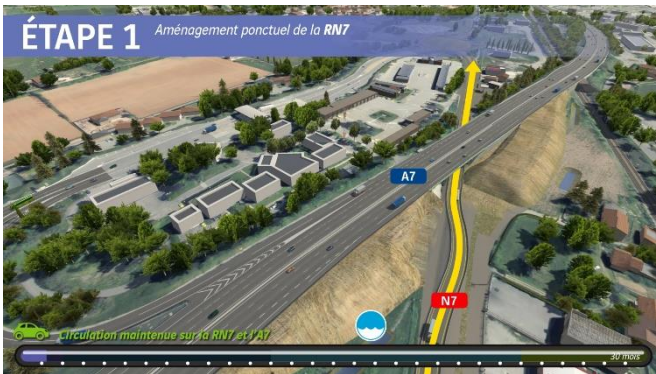 ÉTAPE 1 Aménagement ponctuel de la RN7
A7
N7
Circulation maintenue sur la RN7 et l'A7
30 mois